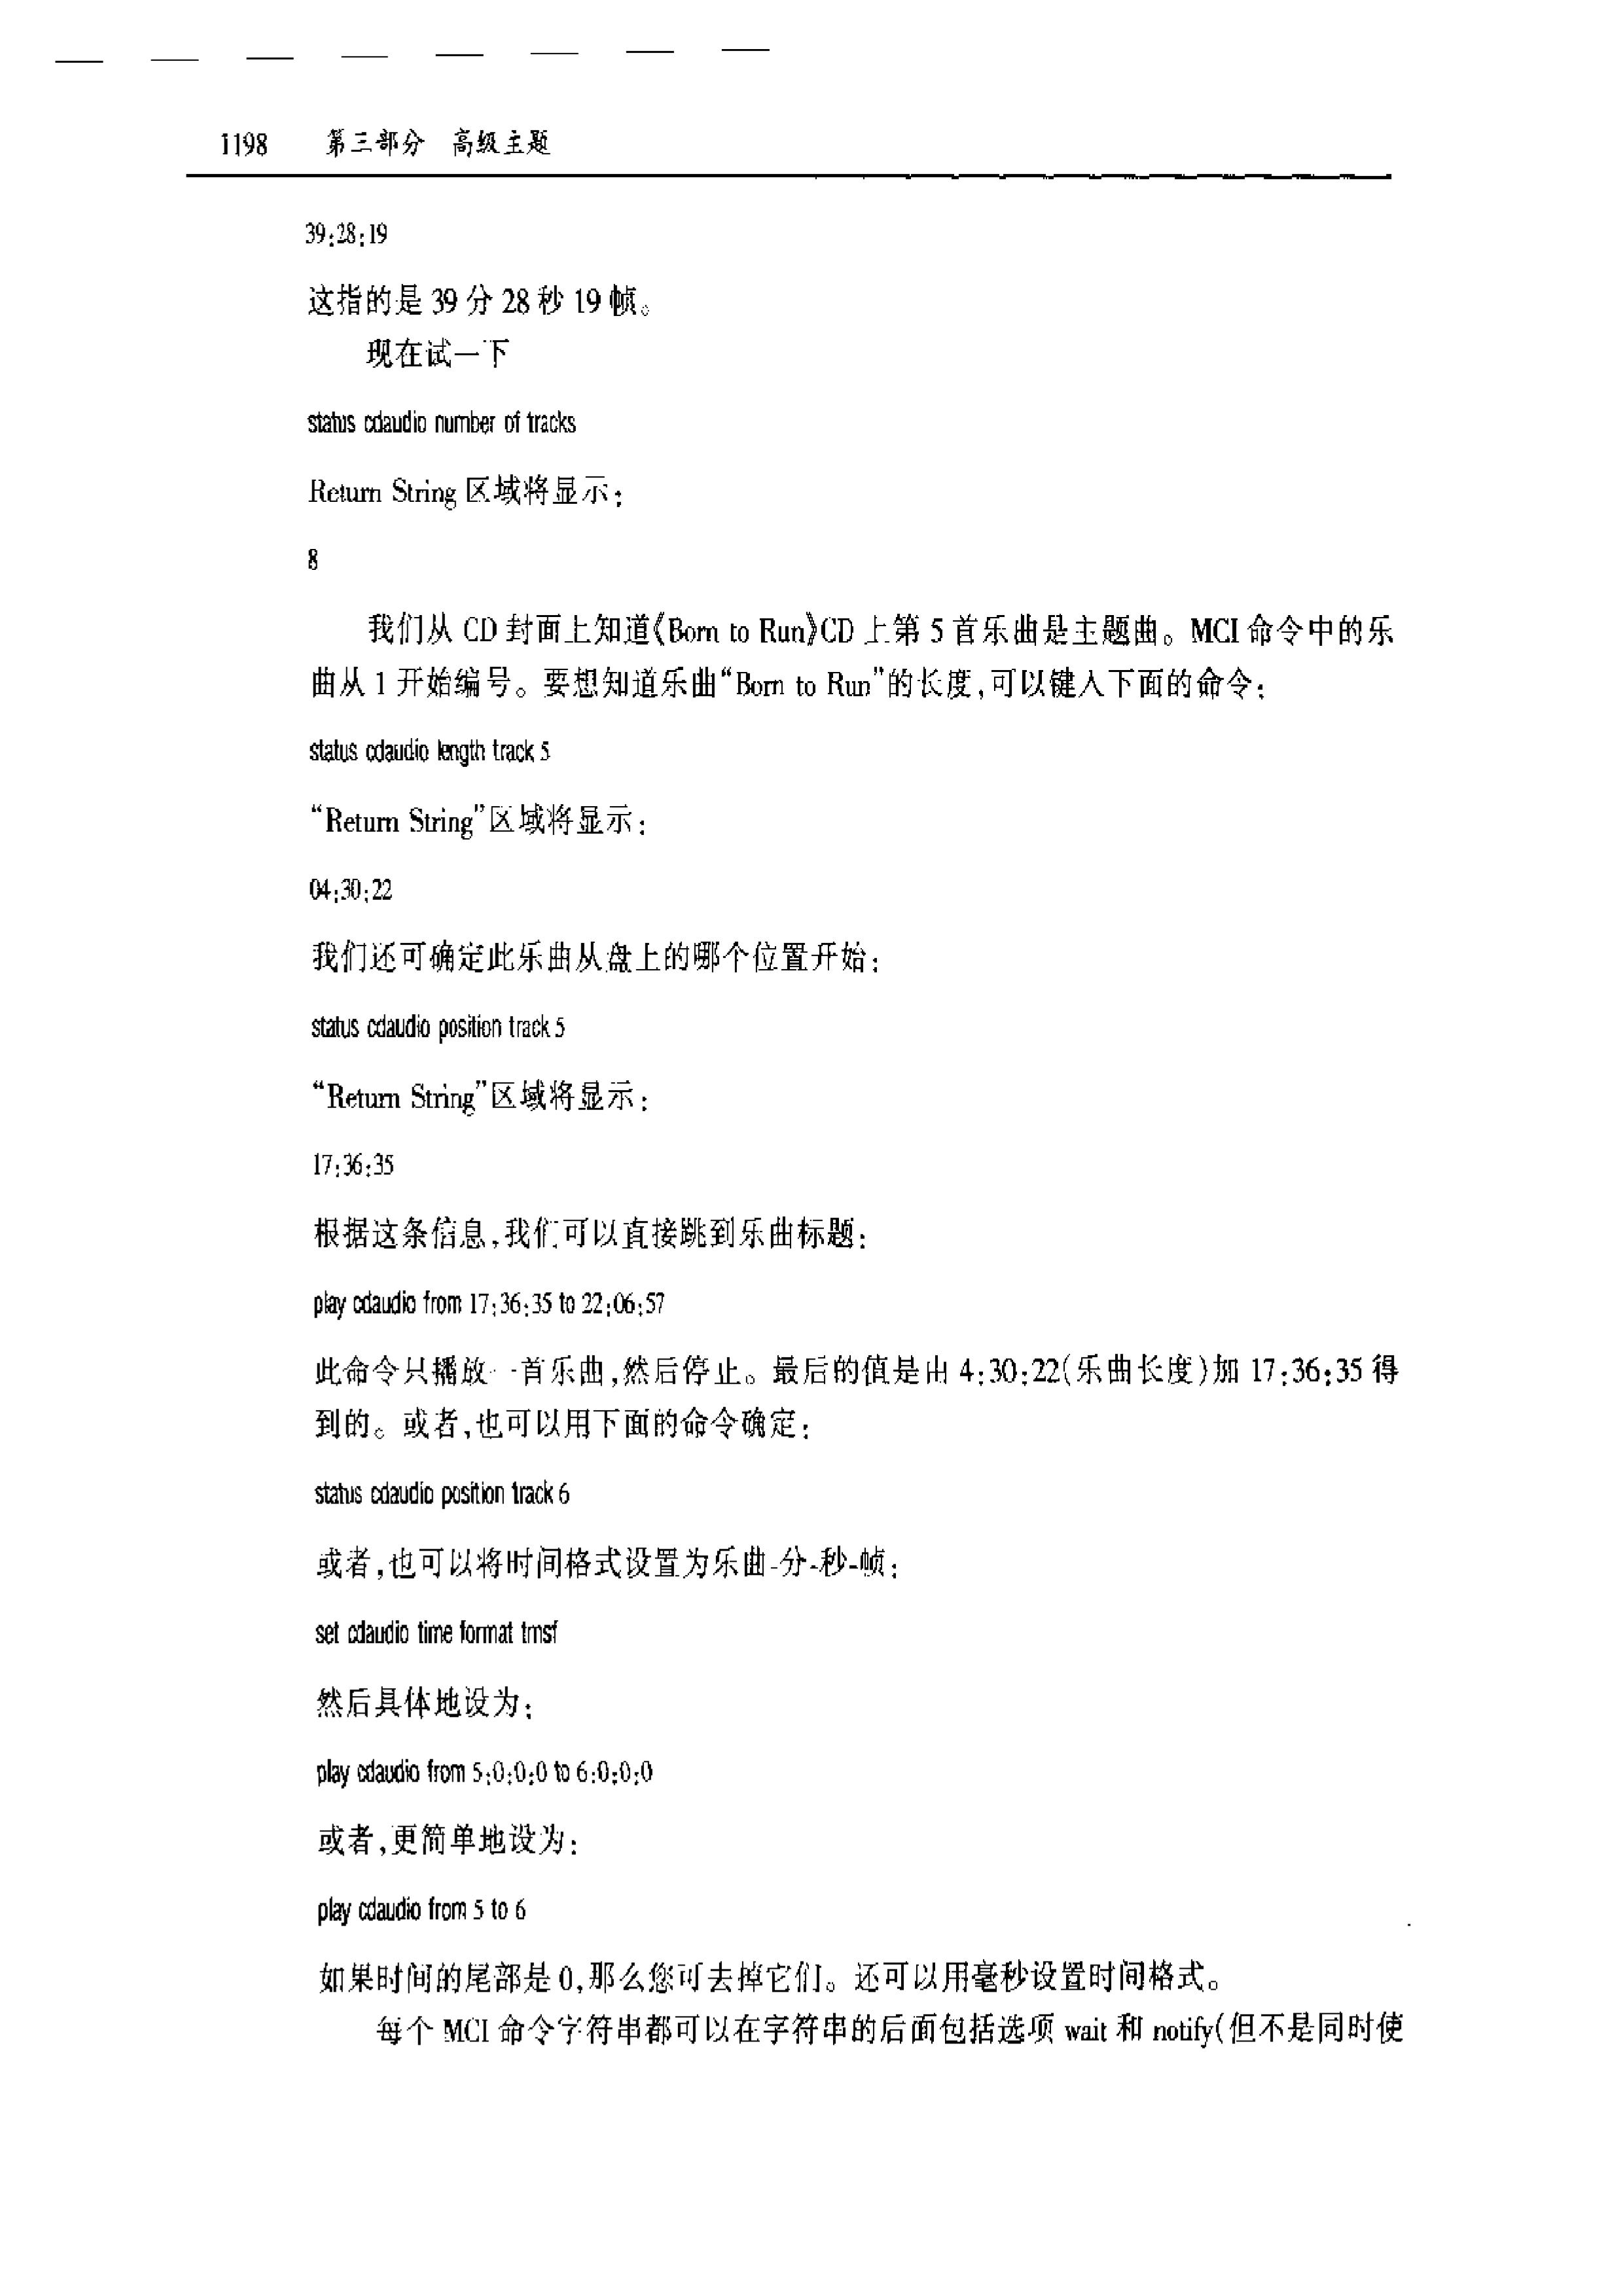 1198 第三部分 高级主题
39:28:19
这指的是 39 分 28 秒 19 帧。
现在试一下
status cdaudio number of tracks
Return String 区域将显示:
8
我们从 CD 封面上知道《Born to Run》CD 上第 5 首乐曲是主题曲。MCI 命令中的乐
曲从 1 开始编号。要想知道乐曲“Born to Run”的长度,可以键入下面的命令:
status cdaudio length track 5
“Return String”区域将显示:
04:30:22
我们还可确定此乐曲从盘上的哪个位置开始:
status cdaudio position track 5
“Return String”区域将显示:
17:36:35
根据这条信息,我们可以直接跳到乐曲标题:
play cdaudio from 17:36:35 to 22:06:57
此命令只播放一首乐曲,然后停止。最后的值是由 4:30:22(乐曲长度)加 17:36:35 得
到的。或者,也可以用下面的命令确定:
status cdaudio position track 6
或者,也可以将时间格式设置为乐曲-分-秒-帧:
set cdaudio time format tmsf
然后具体地设为:
play cdaudio from 5:0:0:0 to 6:0:0:0
或者,更简单地设为:
play cdaudio from 5 to 6
如果时间的尾部是 0,那么您可去掉它们。还可以用毫秒设置时间格式。
每个 MCI 命令字符串都可以在字符串的后面包括选项 wait 和 notify(但不是同时使